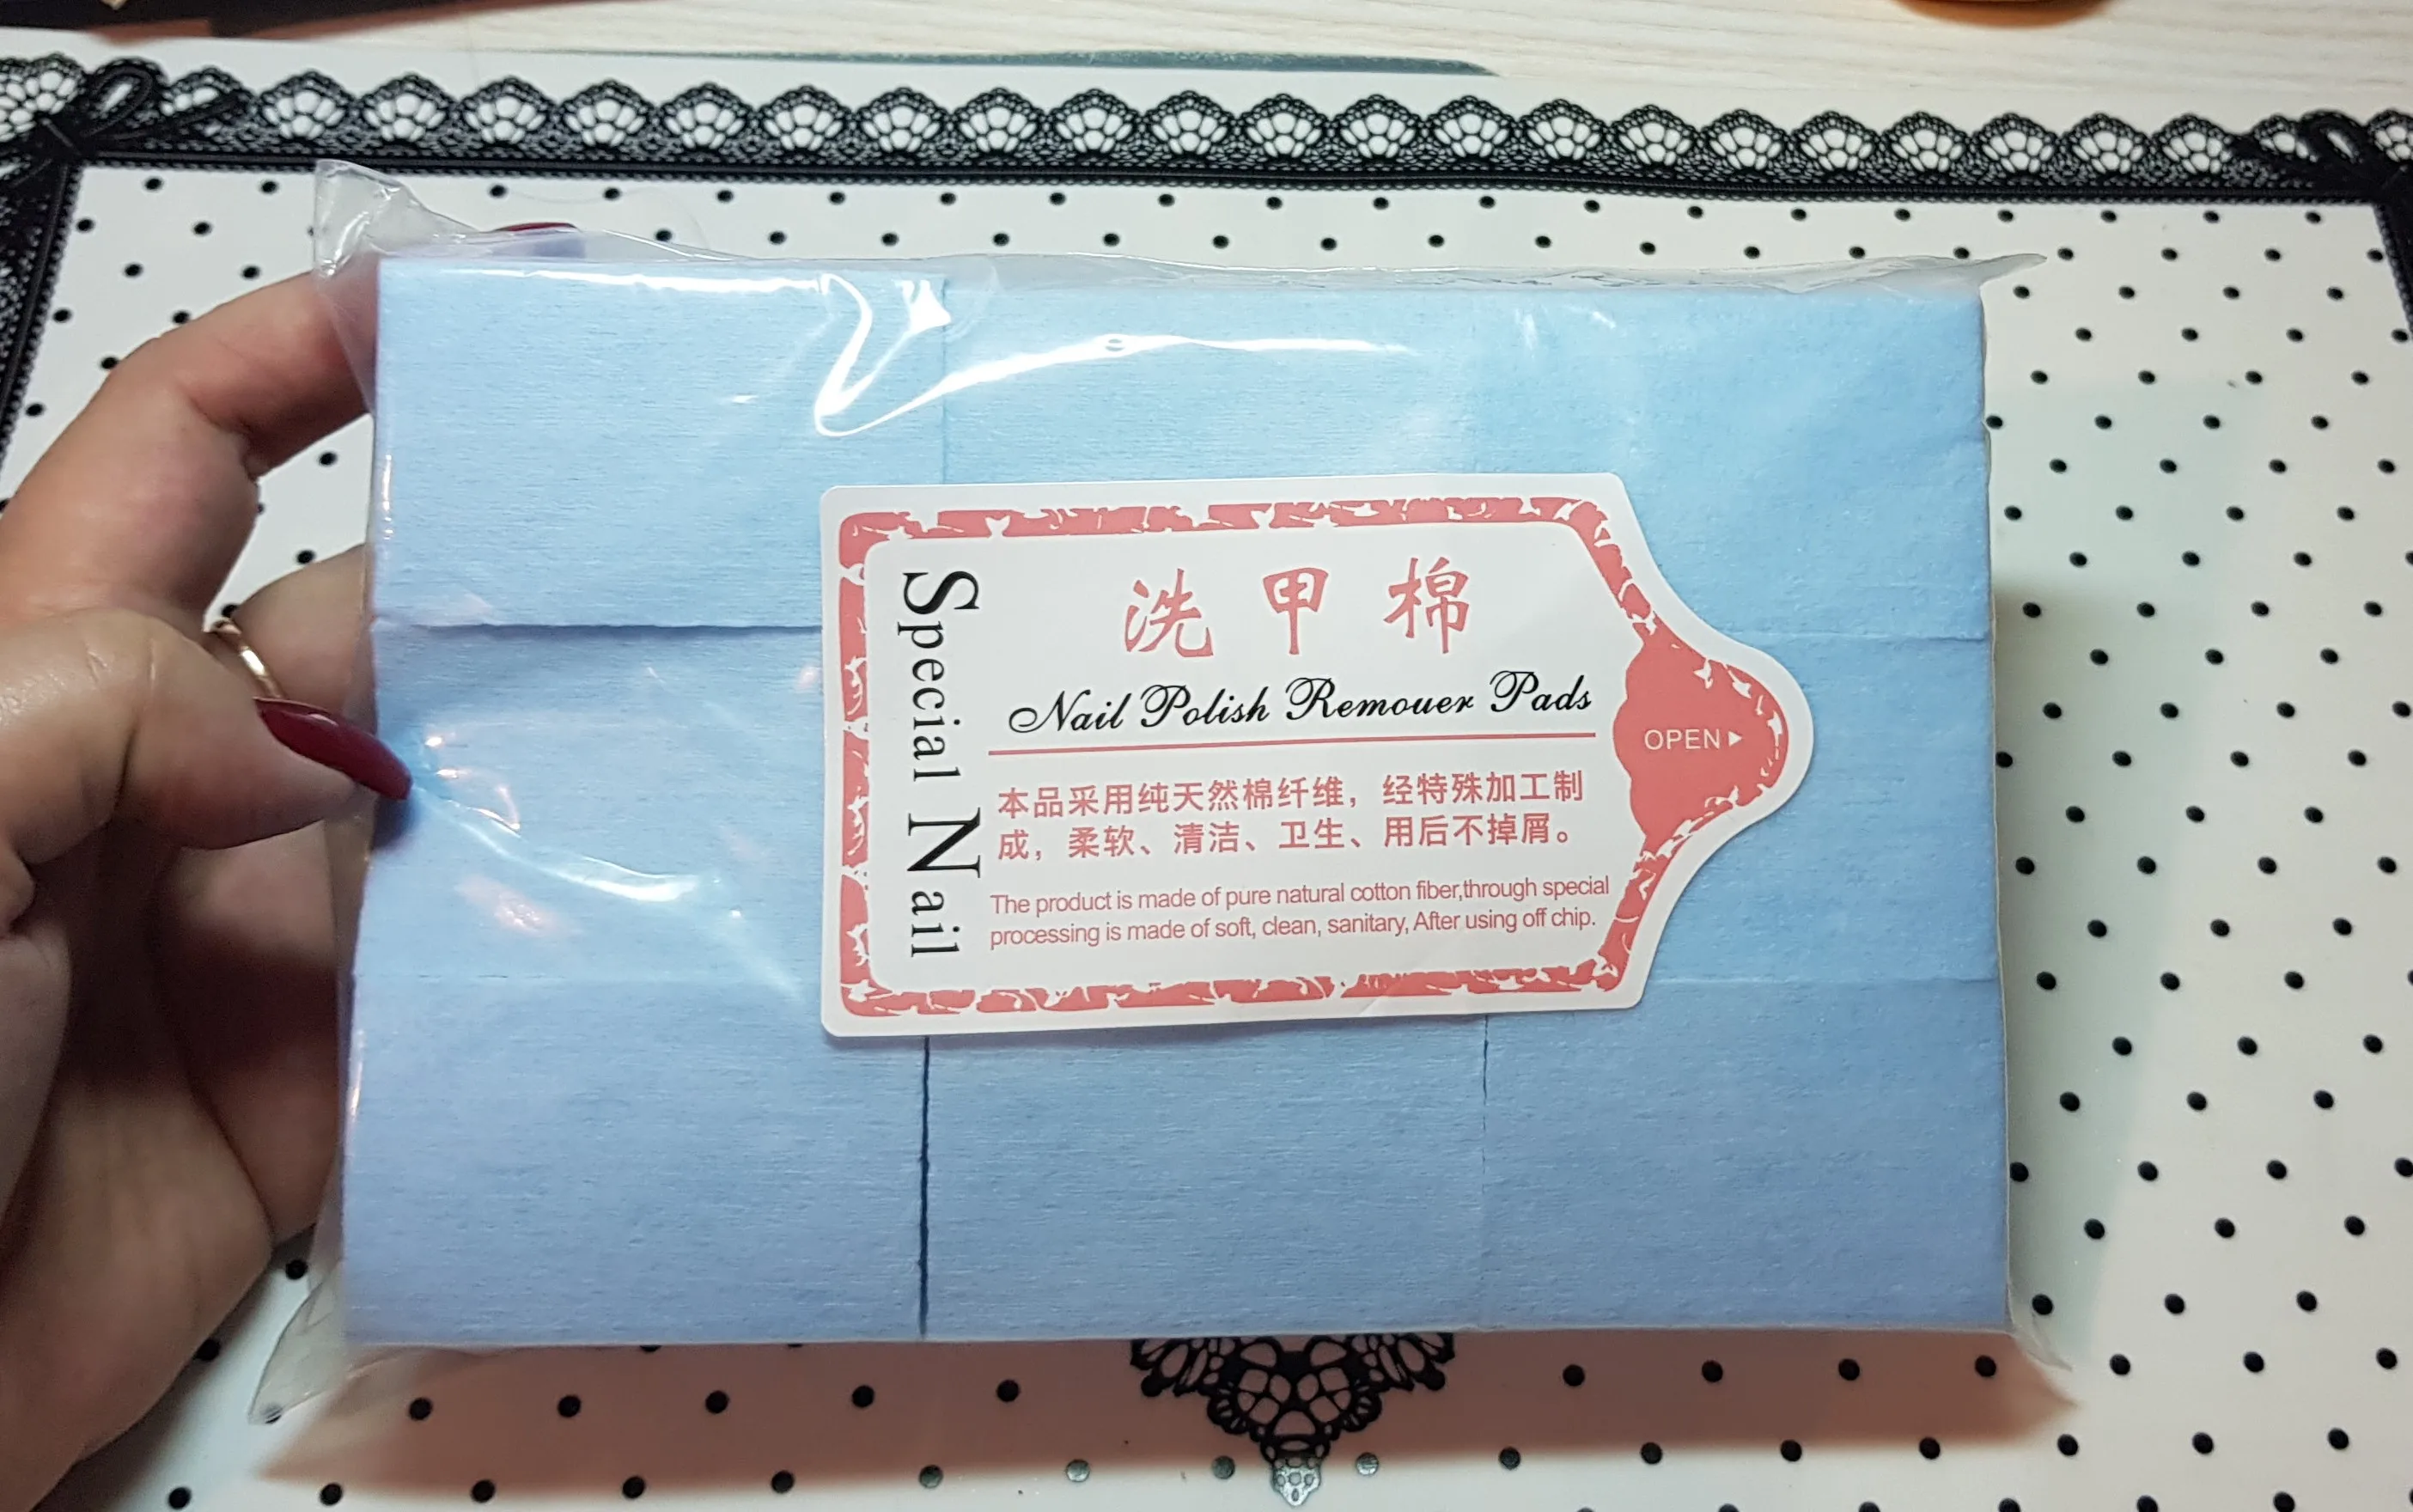 Special Nail
洗甲棉
Nail Polish Remouer Pads
OPEN
本品采用纯天然棉纤维，经特殊加工制
成，柔软、清洁、卫生、用后不掉屑。
The product is made of pure natural cotton fiber,through special
processing is made of soft, clean, sanitary, After using off chip.